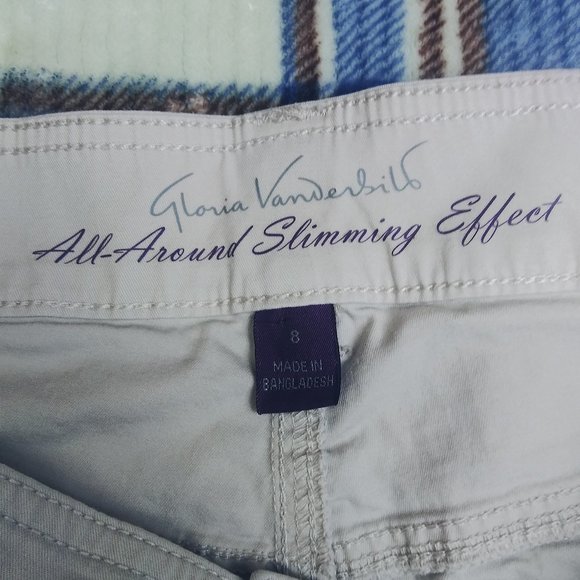 Gloria Vanderbilt
All-Around Slimming Effect
8
MADE IN
BANGLADESH